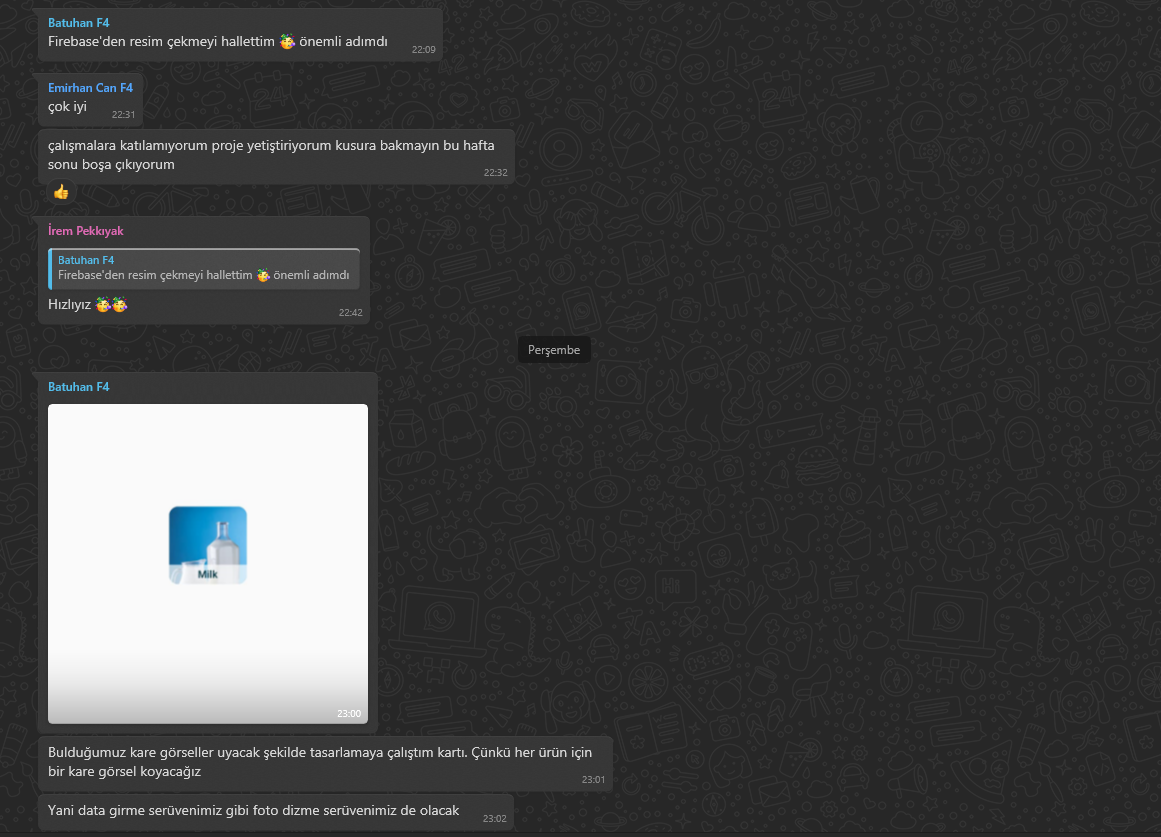 Batuhan F4
Firebase'den resim çekmeyi hallettim 🥳 önemli adımdı
22:09
Emirhan Can F4
çok iyi
22:31
çalışmalara katılamıyorum proje yetiştiriyorum kusura bakmayın bu hafta
sonu boşa çıkıyorum
22:32
👍
İrem Pekkıyak
Batuhan F4
Firebase'den resim çekmeyi hallettim 🥳 önemli adımdı
Hızlıyız 🥳🥳
22:42
Perşembe
Batuhan F4
Milk
23:00
Bulduğumuz kare görseller uyacak şekilde tasarlamaya çalıştım kartı. Çünkü her ürün için
bir kare görsel koyacağız
23:01
Yani data girme serüvenimiz gibi foto dizme serüvenimiz de olacak
23:02